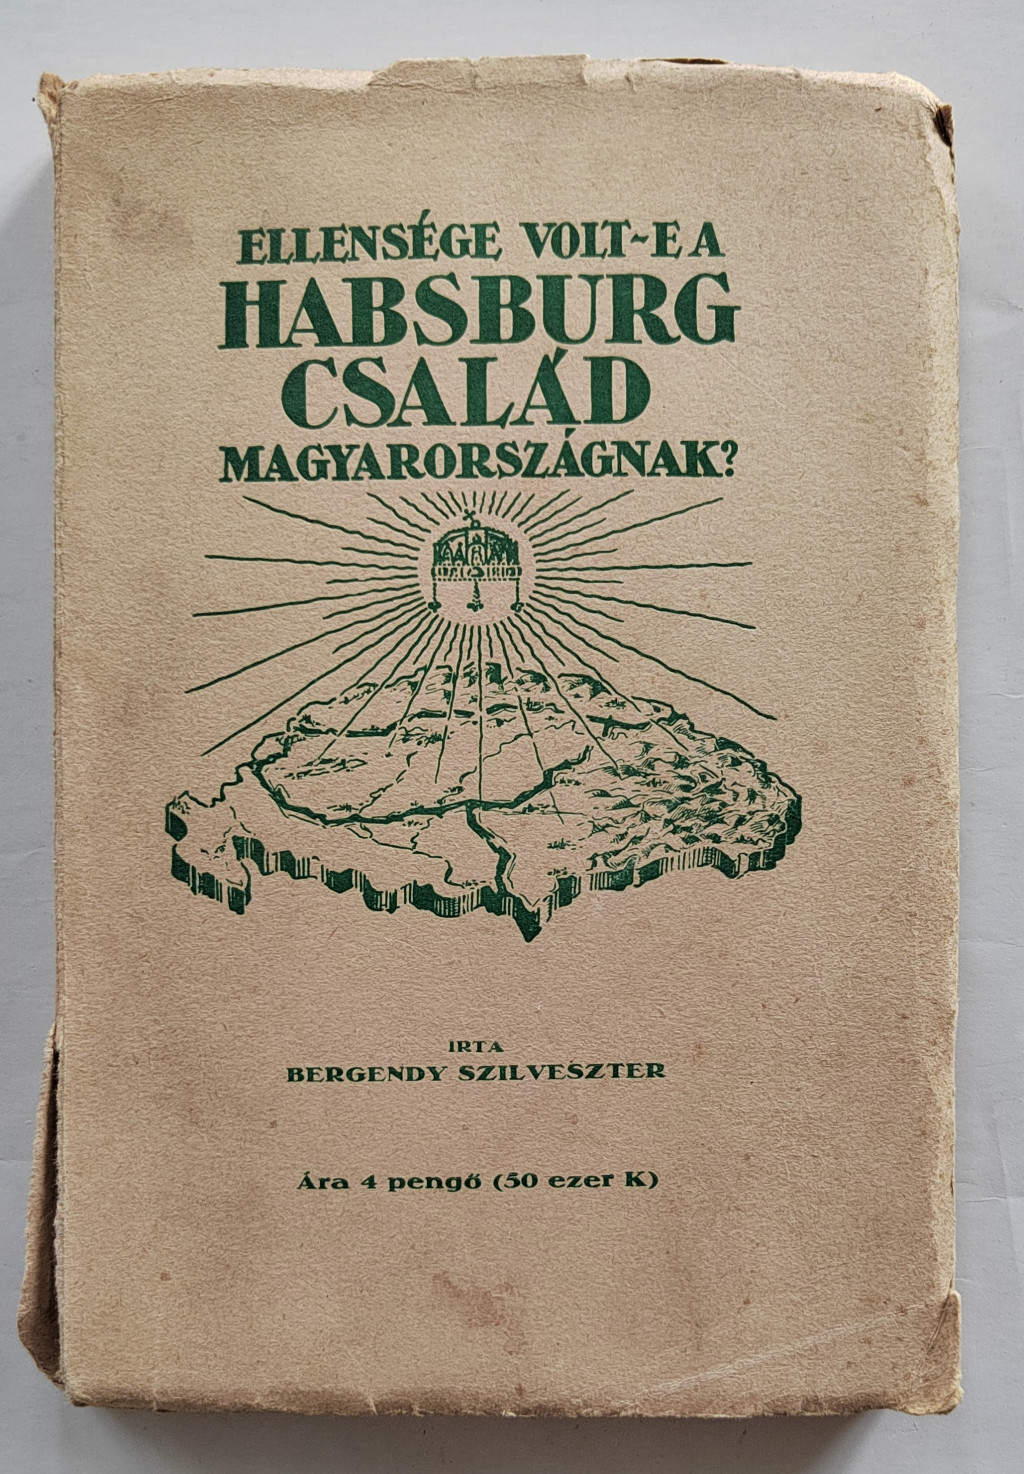 ELLENSÉGE VOLT-E A
HABSBURG
CSALÁD
MAGYARORSZÁGNAK?
IRTA
BERGENDY SZILVESZTER
Ára 4 pengő (50 ezer K)